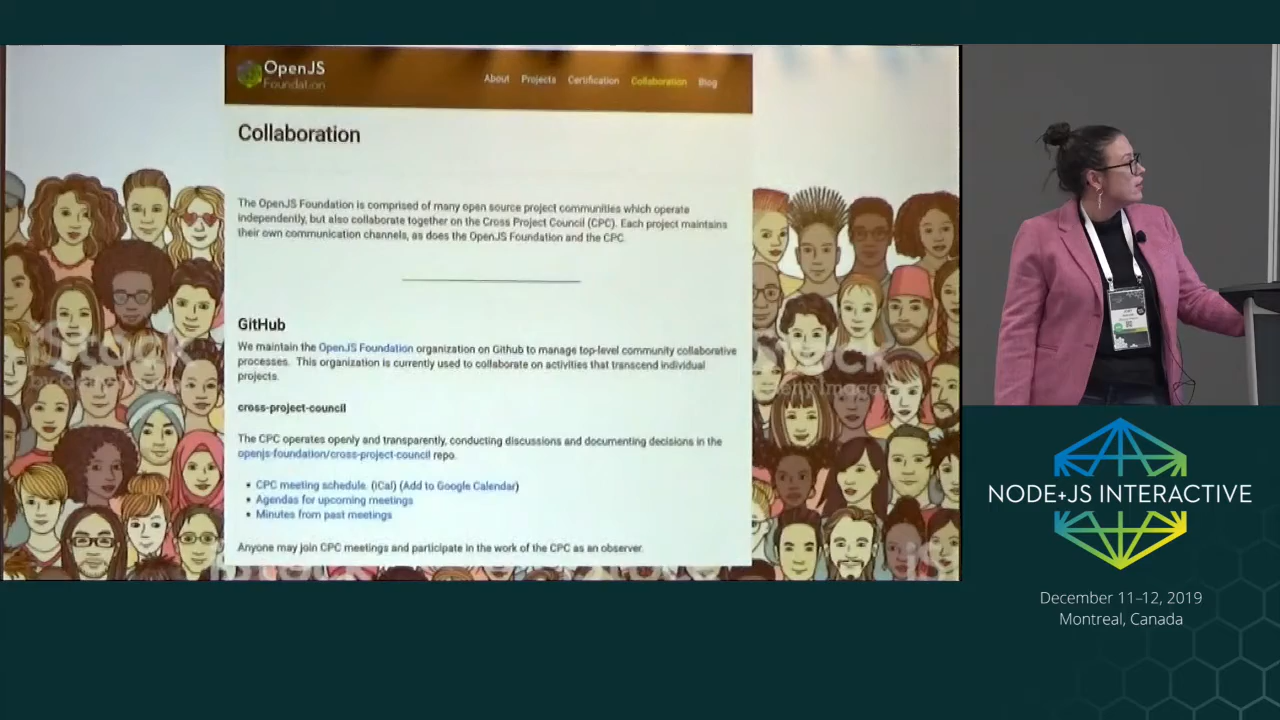 OpenJS
Foundation
About Projects Certification Collaboration Blog
Collaboration
The OpenJS Foundation is comprised of many open source project communities which operate
independently, but also collaborate together on the Cross Project Council (CPC). Each project maintains
their own communication channels, as does the OpenJS Foundation and the CPC.
GitHub
We maintain the OpenJS Foundation organization on Github to manage top-level community collaborative
processes. This organization is currently used to collaborate on activities that transcend individual
projects.
cross-project-council
The CPC operates openly and transparently, conducting discussions and documenting decisions in the
openjs-foundation/cross-project-council repo.
CPC meeting schedule. (iCal) (Add to Google Calendar)
Agendas for upcoming meetings
Minutes from past meetings
Anyone may join CPC meetings and participate in the work of the CPC as an observer.
iStock
NODE+JS INTERACTIVE
December 11–12, 2019
Montreal, Canada